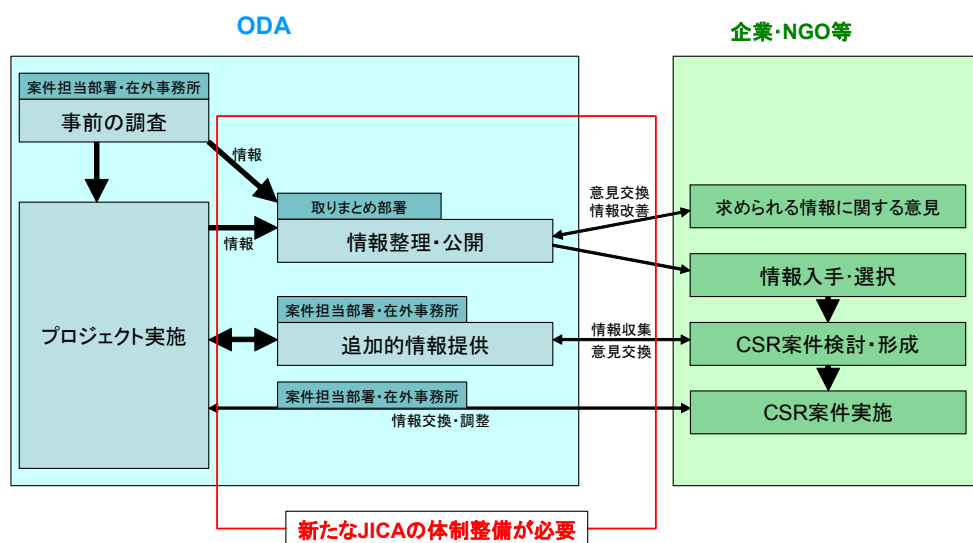 ODA
企業･NGO等
案件担当部署・在外事務所
事前の調査
情報
取りまとめ部署
情報整理・公開
情報
意見交換
情報改善
求められる情報に関する意見
情報入手･選択
プロジェクト実施
案件担当部署・在外事務所
追加的情報提供
情報収集
意見交換
CSR案件検討・形成
案件担当部署・在外事務所
情報交換・調整
CSR案件実施
新たなJICAの体制整備が必要